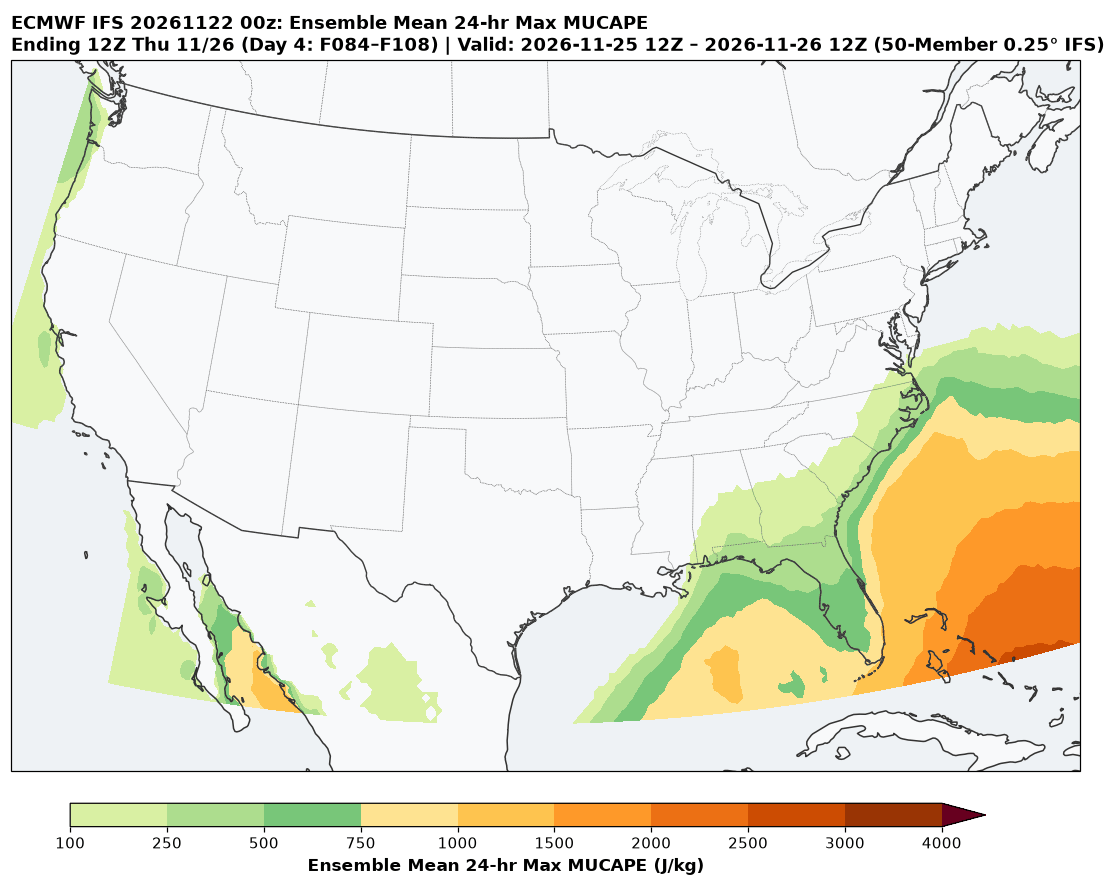 ECMWF IFS 20261122 00z: Ensemble Mean 24-hr Max MUCAPE
Ending 12Z Thu 11/26 (Day 4: F084–F108) | Valid: 2026-11-25 12Z – 2026-11-26 12Z (50-Member 0.25° IFS)
100 250 500 750 1000 1500 2000 2500 3000 4000
Ensemble Mean 24-hr Max MUCAPE (J/kg)